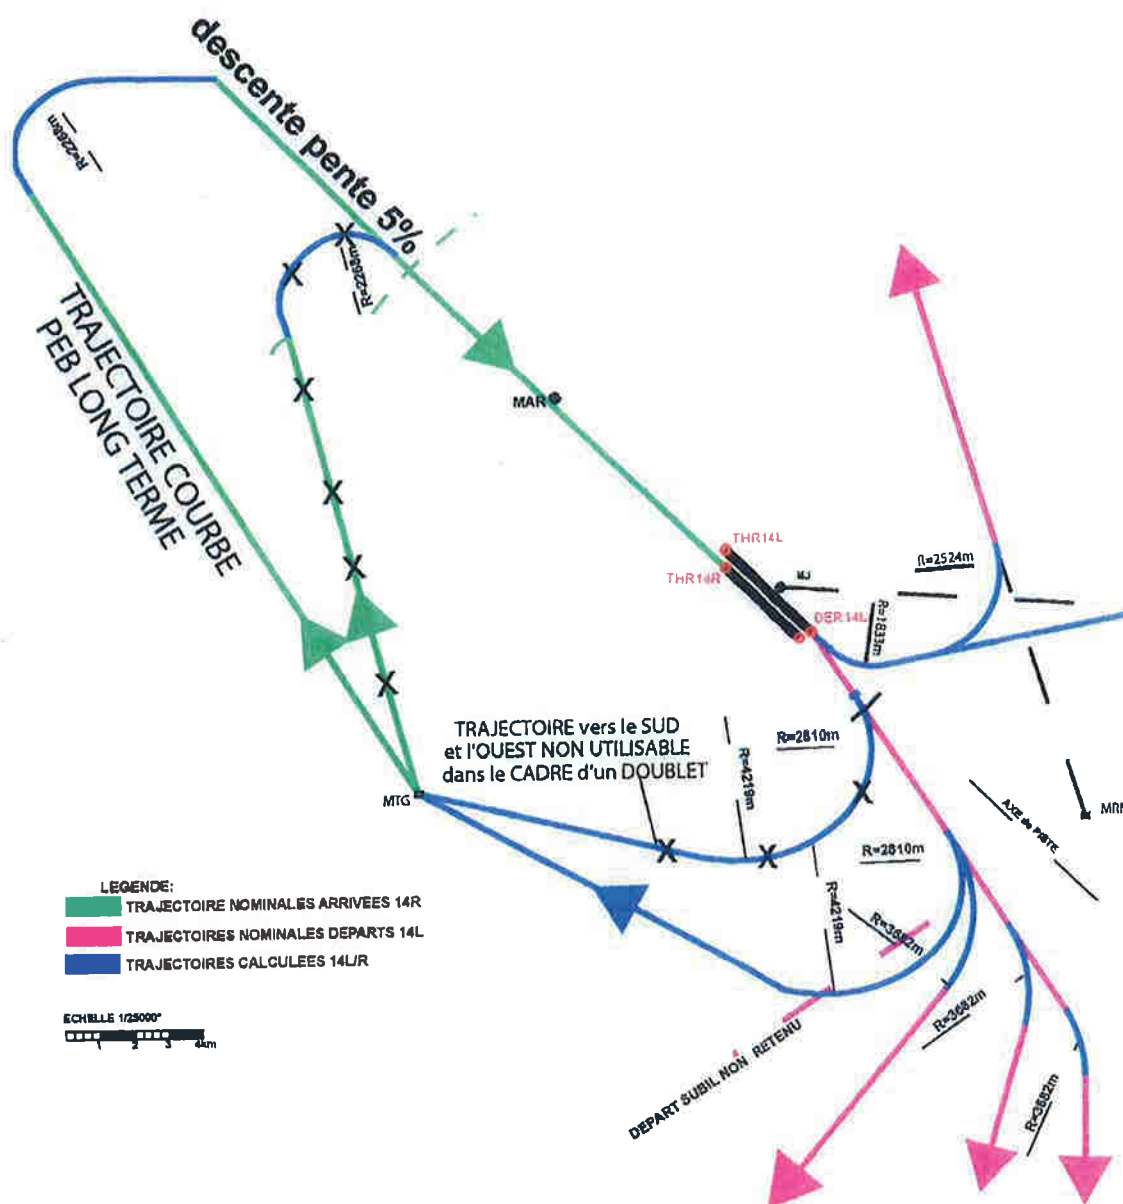 descente pente 5%
R=2268m
R=2268m
TRAJECTOIRE COURBE
PEB LONG TERME
MAR
THR14L
THR14R
MJ
DER14L
R=2524m
R=1833m
TRAJECTOIRE vers le SUD
et l'OUEST NON UTILISABLE
dans le CADRE d'un DOUBLET
R=2810m
R=4219m
MTG
AXE de PISTE
R=2810m
R=4219m
R=3682m
LEGENDE:
TRAJECTOIRE NOMINALES ARRIVEES 14R
TRAJECTOIRES NOMINALES DEPARTS 14L
TRAJECTOIRES CALCULEES 14L/R
ECHELLE 1/25000°
1 2 3 4km
R=3682m
DEPART SUBIL NON RETENU
R=3682m